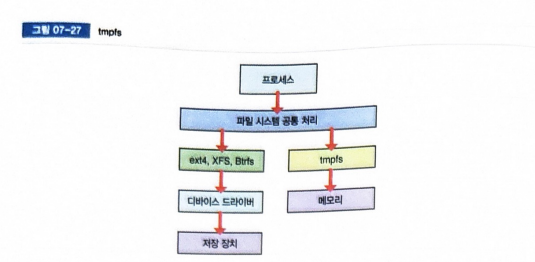 그림 07-27 tmpfs
프로세스
파일 시스템 공통 처리
ext4, XFS, Btrfs
tmpfs
디바이스 드라이버
메모리
저장 장치